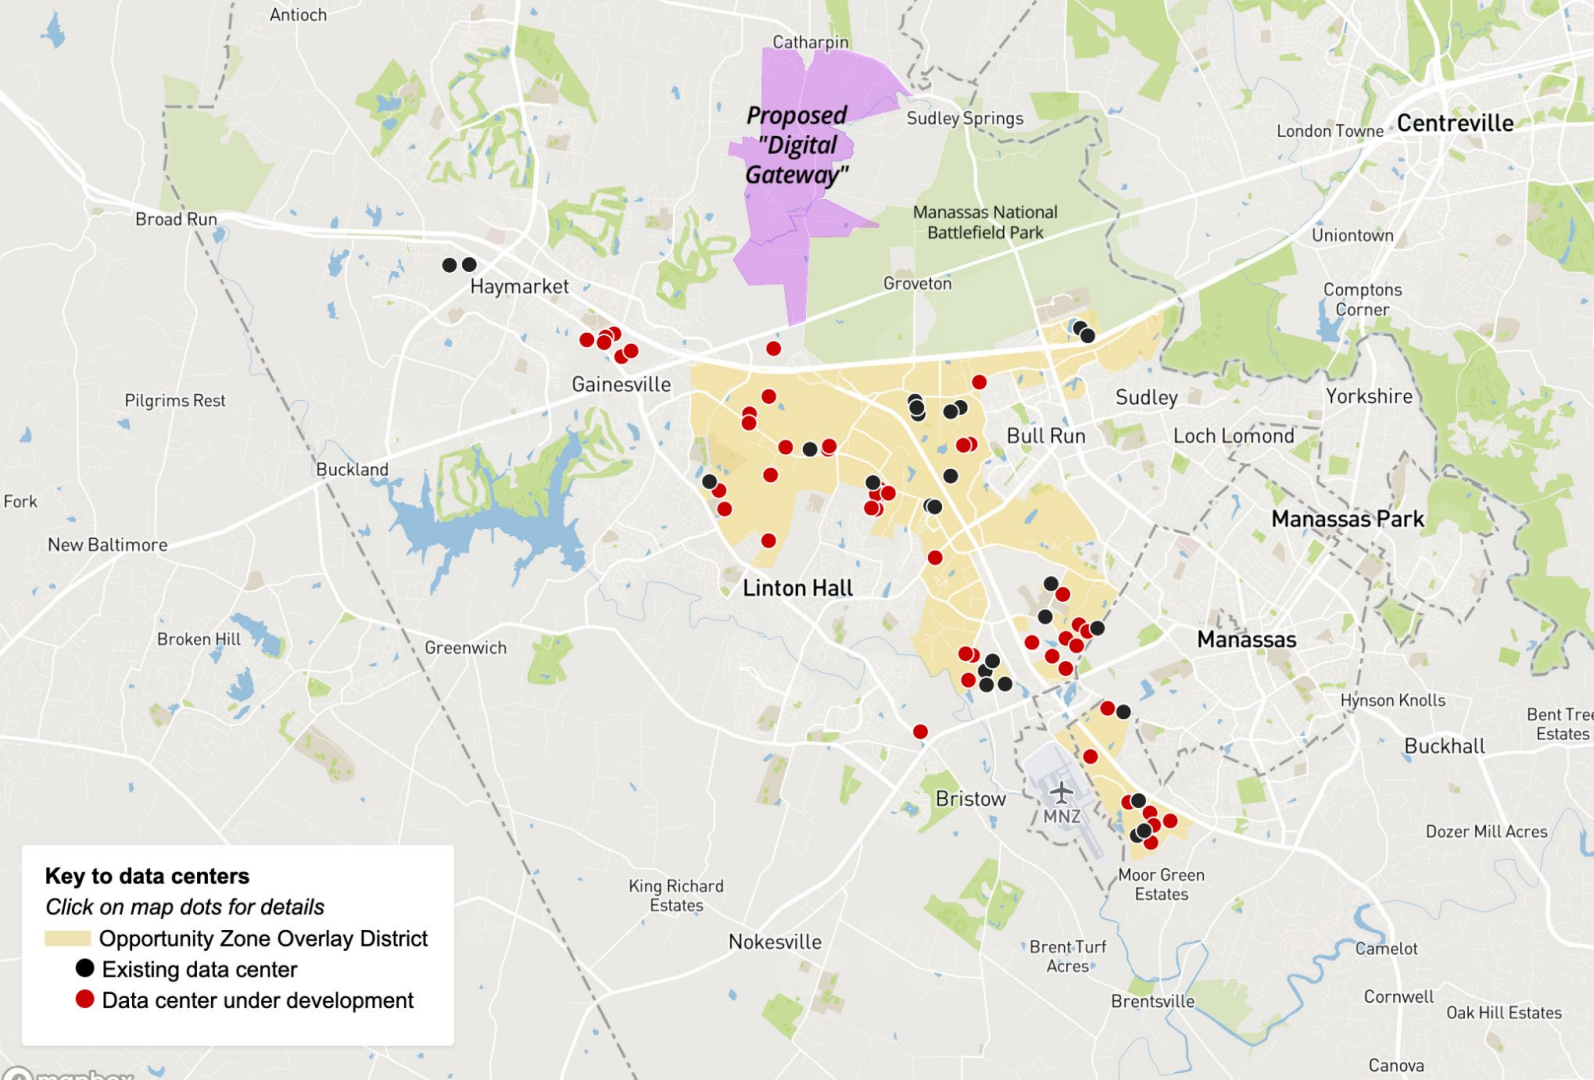 Antioch
Catharpin
Proposed
"Digital
Gateway"
Sudley Springs
London Towne
Centreville
Broad Run
Manassas National
Battlefield Park
Uniontown
Haymarket
Groveton
Comptons
Corner
Gainesville
Pilgrims Rest
Sudley
Yorkshire
Bull Run
Loch Lomond
Buckland
Fork
Manassas Park
New Baltimore
Linton Hall
Broken Hill
Greenwich
Manassas
Hynson Knolls
Bent Tree
Estates
Buckhall
Bristow
MNZ
Dozer Mill Acres
Moor Green
Estates
King Richard
Estates
Nokesville
Brent Turf
Acres
Camelot
Brentsville
Cornwell
Oak Hill Estates
Canova
Key to data centers
Click on map dots for details
Opportunity Zone Overlay District
Existing data center
Data center under development
mapbox